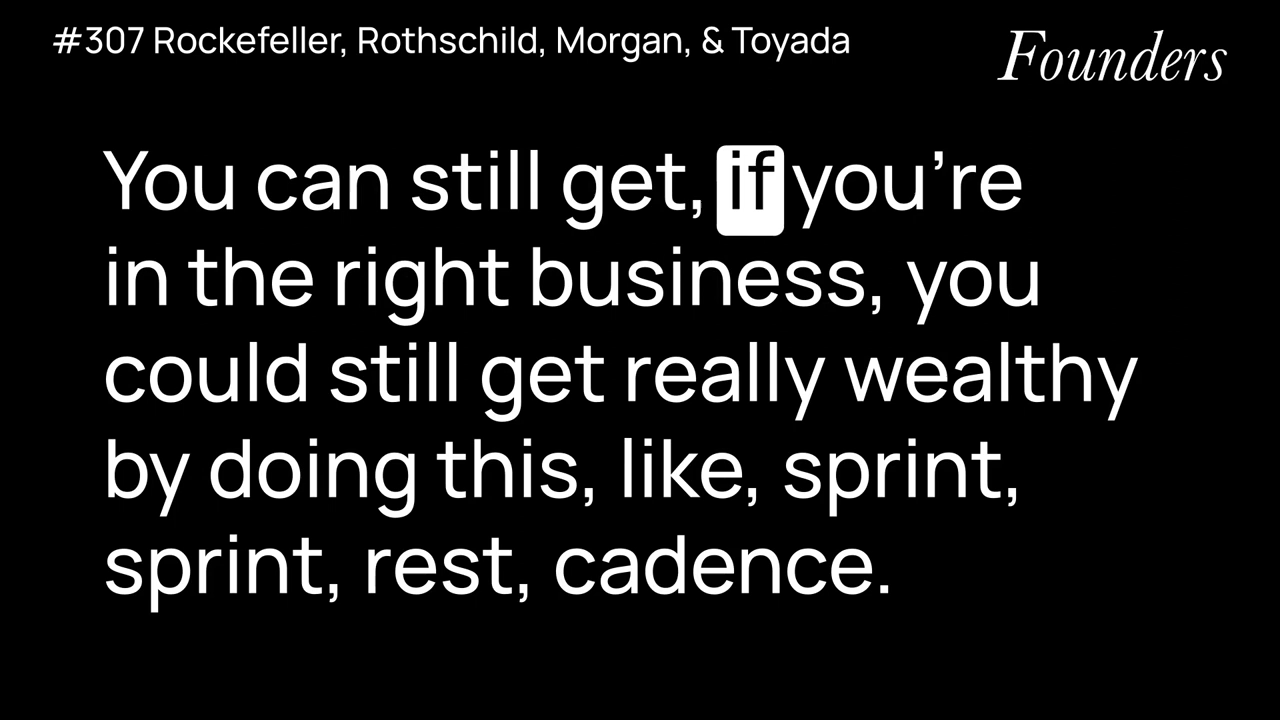 #307 Rockefeller, Rothschild, Morgan, & Toyada
Founders
You can still get, if you’re
in the right business, you
could still get really wealthy
by doing this, like, sprint,
sprint, rest, cadence.